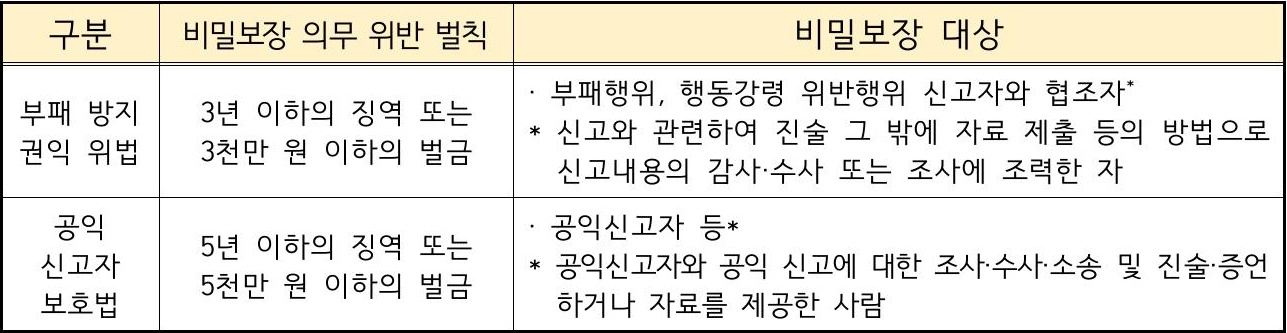 구분
비밀보장 의무 위반 벌칙
비밀보장 대상
부패 방지
권익 위법
3년 이하의 징역 또는
3천만 원 이하의 벌금
· 부패행위, 행동강령 위반행위 신고자와 협조자*
* 신고와 관련하여 진술 그 밖에 자료 제출 등의 방법으로
신고내용의 감사·수사 또는 조사에 조력한 자
공익
신고자
보호법
5년 이하의 징역 또는
5천만 원 이하의 벌금
· 공익신고자 등*
* 공익신고자와 공익 신고에 대한 조사·수사·소송 및 진술·증언
하거나 자료를 제공한 사람